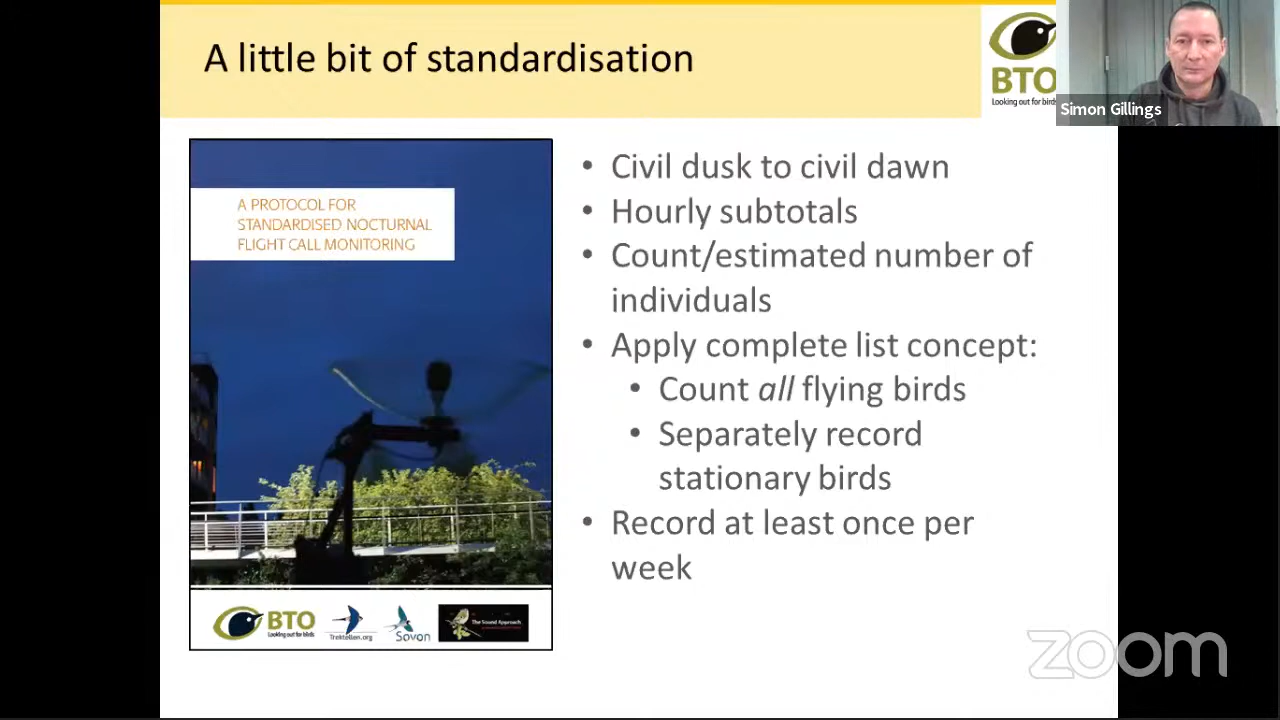 A little bit of standardisation
BTO
Looking out for birds
Simon Gillings
A PROTOCOL FOR
STANDARDISED NOCTURNAL
FLIGHT CALL MONITORING
BTO
Looking out for birds
Trektellen.org
Sovon
The Sound Approach
• Civil dusk to civil dawn
• Hourly subtotals
• Count/estimated number of
individuals
• Apply complete list concept:
• Count all flying birds
• Separately record
stationary birds
• Record at least once per
week
zoom